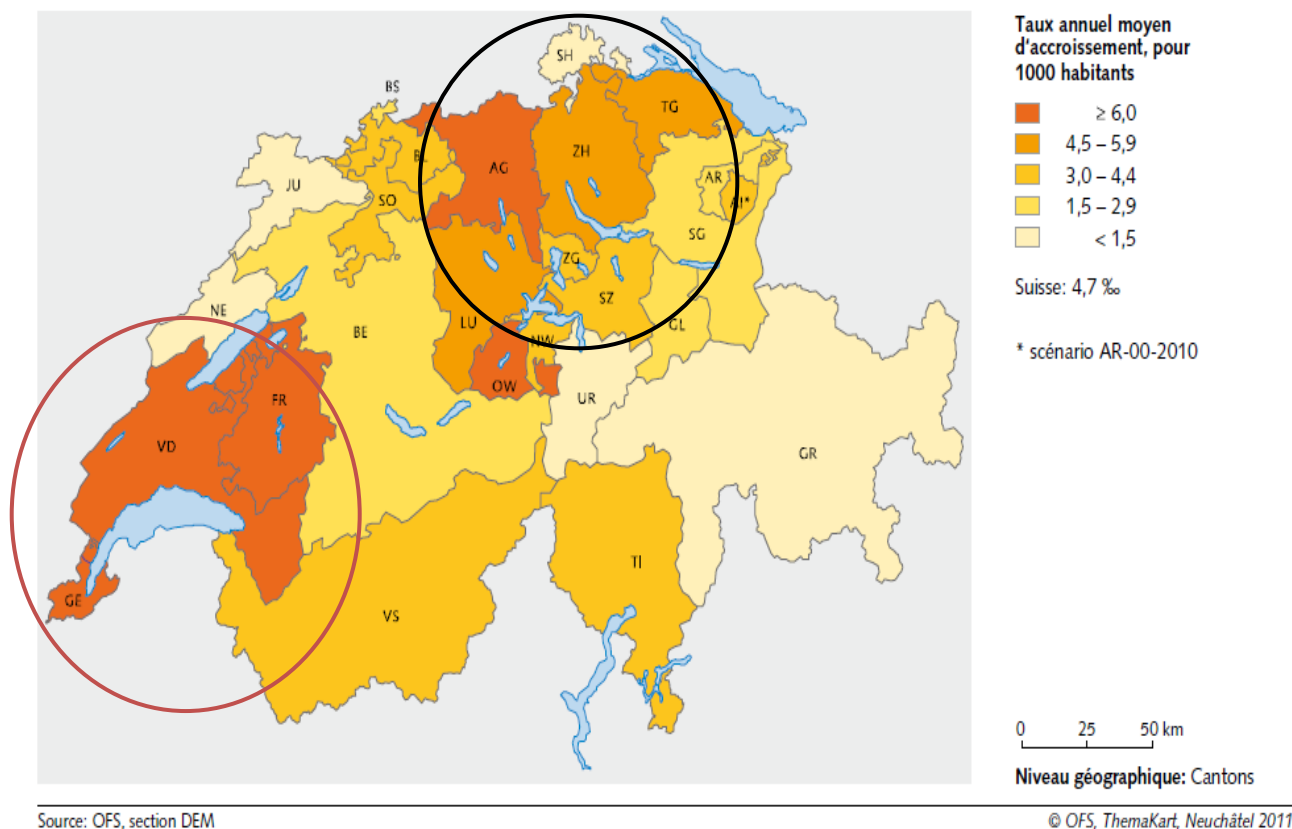 Taux annuel moyen
d'accroissement, pour
1000 habitants
≥ 6,0
4,5 – 5,9
3,0 – 4,4
1,5 – 2,9
< 1,5
Suisse: 4,7 ‰
* scénario AR-00-2010
SH
BS
TG
BL
AG
ZH
JU
AR
AI*
SO
SG
ZG
NE
SZ
BE
LU
GL
NW
OW
FR
UR
VD
GR
TI
GE
VS
0 25 50 km
Niveau géographique: Cantons
Source: OFS, section DEM
© OFS, ThemaKart, Neuchâtel 2011